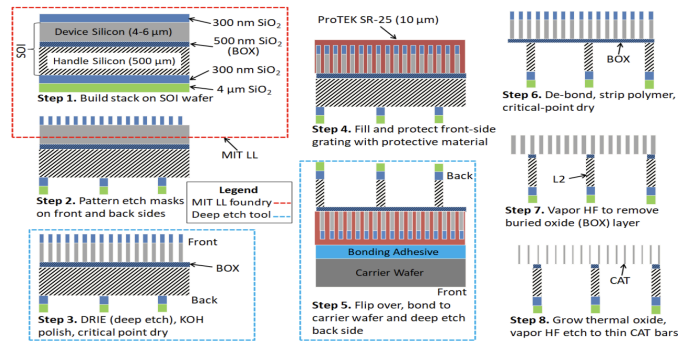 300 nm SiO2
Device Silicon (4-6 µm)
500 nm SiO2
(BOX)
SOI
Handle Silicon (500 µm)
300 nm SiO2
4 µm SiO2
Step 1. Build stack on SOI wafer
MIT LL
Step 2. Pattern etch masks
on front and back sides
Legend
MIT LL foundry
Deep etch tool
Front
BOX
Back
Step 3. DRIE (deep etch), KOH
polish, critical point dry
ProTEK SR-25 (10 µm)
Step 4. Fill and protect front-side
grating with protective material
Back
Bonding Adhesive
Carrier Wafer
Front
Step 5. Flip over, bond to
carrier wafer and deep etch
back side
BOX
Step 6. De-bond, strip polymer,
critical-point dry
L2
Step 7. Vapor HF to remove
buried oxide (BOX) layer
CAT
Step 8. Grow thermal oxide,
vapor HF etch to thin CAT bars